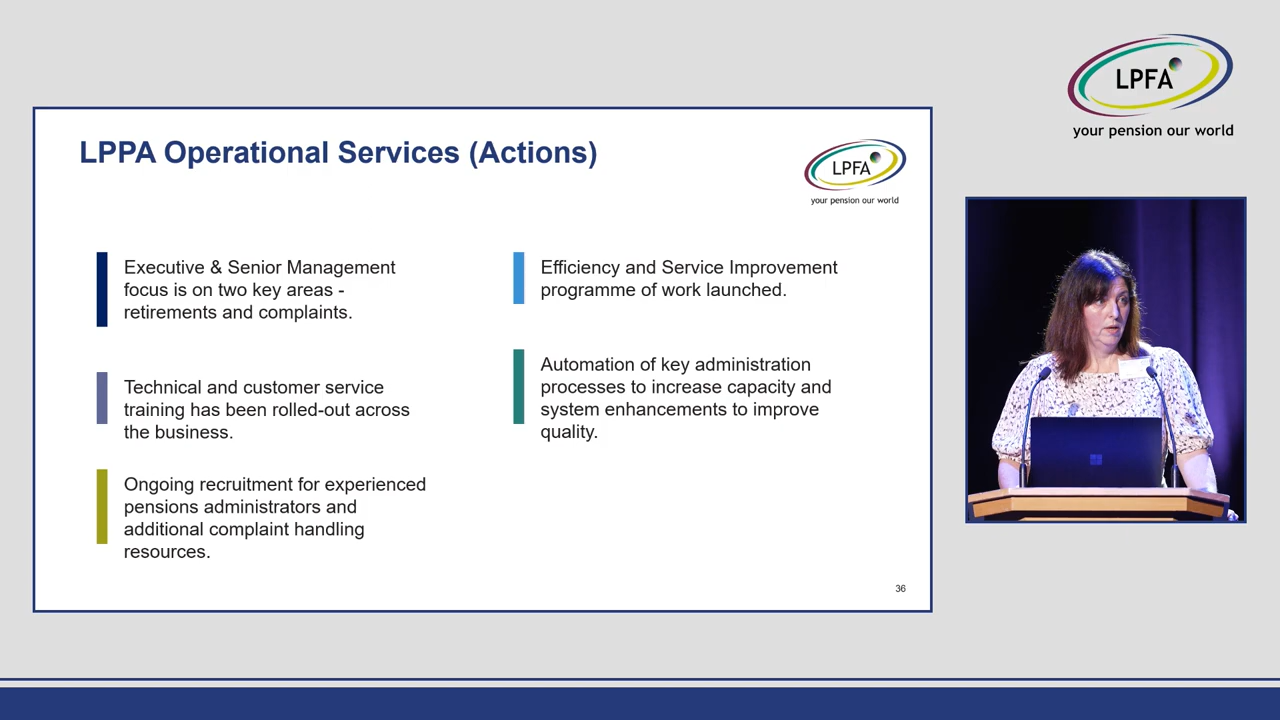 LPFA
your pension our world
LPPA Operational Services (Actions)
LPFA
your pension our world
Executive & Senior Management
focus is on two key areas -
retirements and complaints.
Technical and customer service
training has been rolled-out across
the business.
Ongoing recruitment for experienced
pensions administrators and
additional complaint handling
resources.
Efficiency and Service Improvement
programme of work launched.
Automation of key administration
processes to increase capacity and
system enhancements to improve
quality.
36